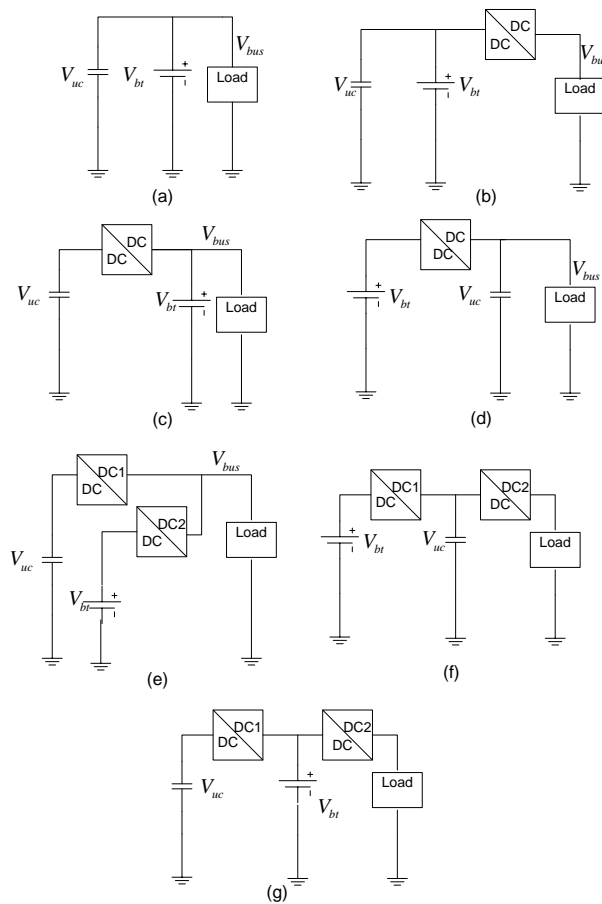 V_bus
V_uc
V_bt
+
Load
(a)
DC
DC
V_bu
V_uc
V_bt
+
Load
(b)
DC
DC
V_bus
V_uc
V_bt
+
Load
(c)
DC
DC
V_bus
V_bt
+
V_uc
Load
(d)
DC1
DC
V_bus
DC2
DC
V_uc
V_bt
+
Load
(e)
DC1
DC
DC2
DC
V_bt
+
V_uc
Load
(f)
DC1
DC
DC2
DC
V_uc
V_bt
+
Load
(g)